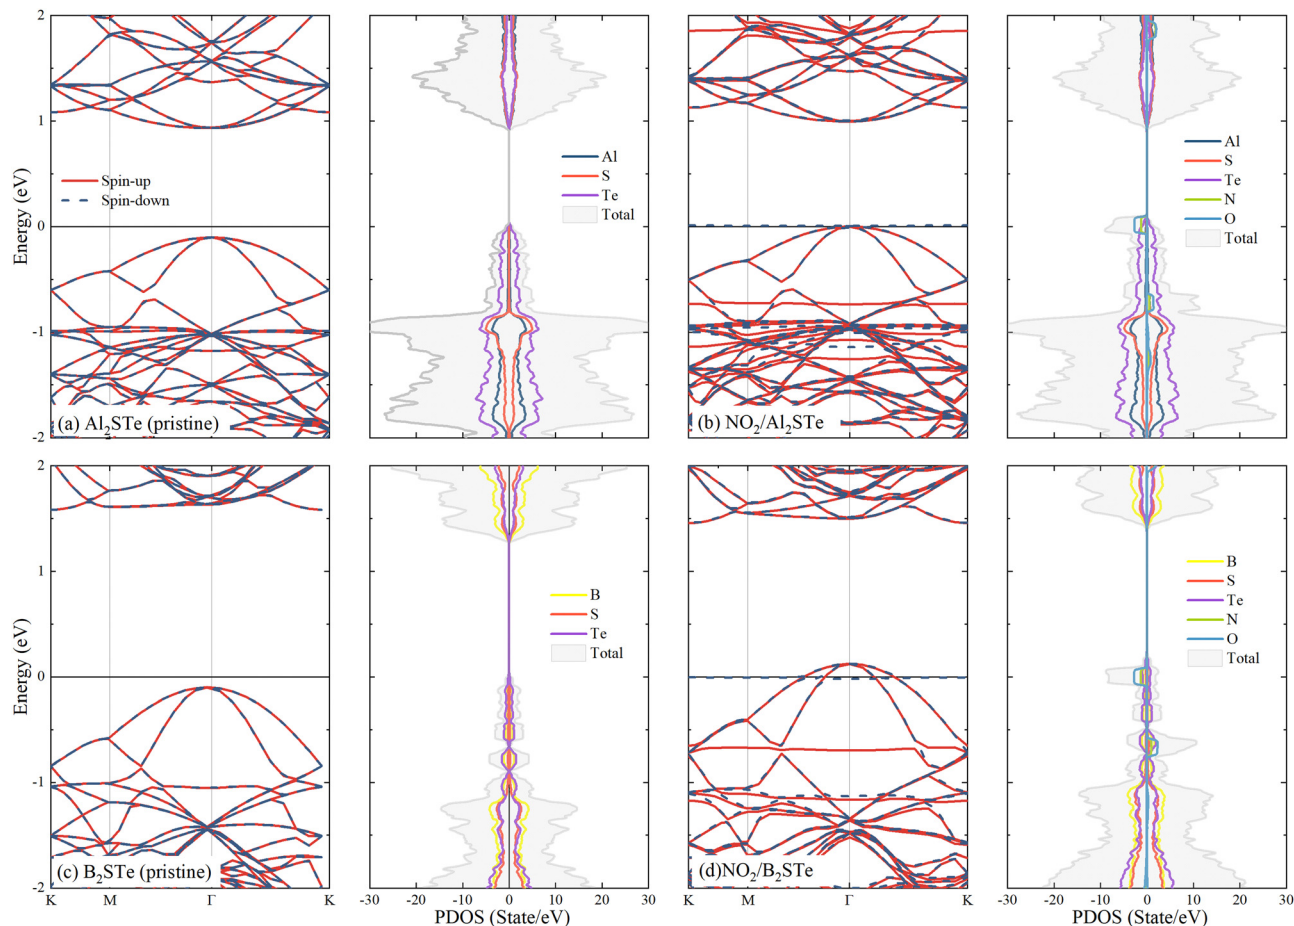 2
1
0
-1
-2
Energy (eV)
Spin-up
Spin-down
(a) Al₂STe (pristine)
Al
S
Te
Total
(b) NO₂/Al₂STe
Al
S
Te
N
O
Total
2
1
0
-1
-2
Energy (eV)
(c) B₂STe (pristine)
K M Γ K
B
S
Te
Total
-30 -20 -10 0 10 20 30
PDOS (State/eV)
(d)NO₂/B₂STe
K M Γ K
B
S
Te
N
O
Total
-30 -20 -10 0 10 20 30
PDOS (State/eV)